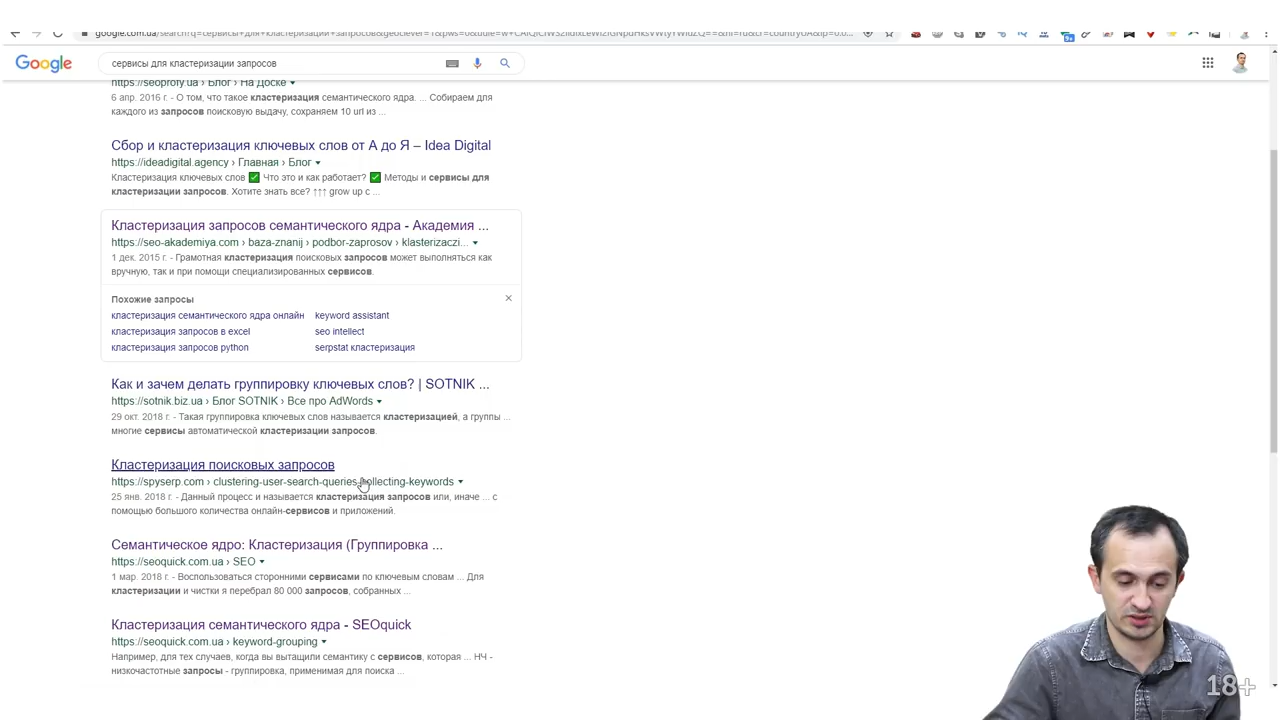 Google
сервисы для кластеризации запросов
https://seoprofy.ua › Блог › На Доске
6 апр. 2016 г. - О том, что такое кластеризация семантического ядра. ... Собираем для
каждого из запросов поисковую выдачу, сохраняем 10 url из ...
Сбор и кластеризация ключевых слов от А до Я – Idea Digital
https://ideadigital.agency › Главная › Блог
Кластеризация ключевых слов ✅ Что это и как работает? ✅ Методы и сервисы для
кластеризации запросов. Хотите знать все? ↑↑↑ grow up с ...
Кластеризация запросов семантического ядра - Академия ...
https://seo-akademiya.com › baza-znanij › podbor-zaprosov › klasterizaczi...
1 дек. 2015 г. - Грамотная кластеризация поисковых запросов может выполняться как
вручную, так и при помощи специализированных сервисов.
Похожие запросы
кластеризация семантического ядра онлайн keyword assistant
кластеризация запросов в excel seo intellect
кластеризация запросов python serpstat кластеризация
Как и зачем делать группировку ключевых слов? | SOTNIK ...
https://sotnik.biz.ua › Блог SOTNIK › Все про AdWords
29 окт. 2018 г. - Такая группировка ключевых слов называется кластеризацией, а группы ...
многие сервисы автоматической кластеризации запросов.
Кластеризация поисковых запросов
https://spyserp.com › clustering-user-search-queries-collecting-keywords
25 янв. 2018 г. - Данный процесс и называется кластеризация запросов или, иначе ... с
помощью большого количества онлайн-сервисов и приложений.
Семантическое ядро: Кластеризация (Группировка ...
https://seoquick.com.ua › SEO
1 мар. 2018 г. - Воспользоваться сторонними сервисами по ключевым словам ... Для
кластеризации и чистки я перебрал 80 000 запросов, собранных ...
Кластеризация семантического ядра - SEOquick
https://seoquick.com.ua › keyword-grouping
Например, для тех случаев, когда вы вытащили семантику с сервисов, которая ... НЧ -
низкочастотные запросы - группировка, применимая для поиска ...
18+